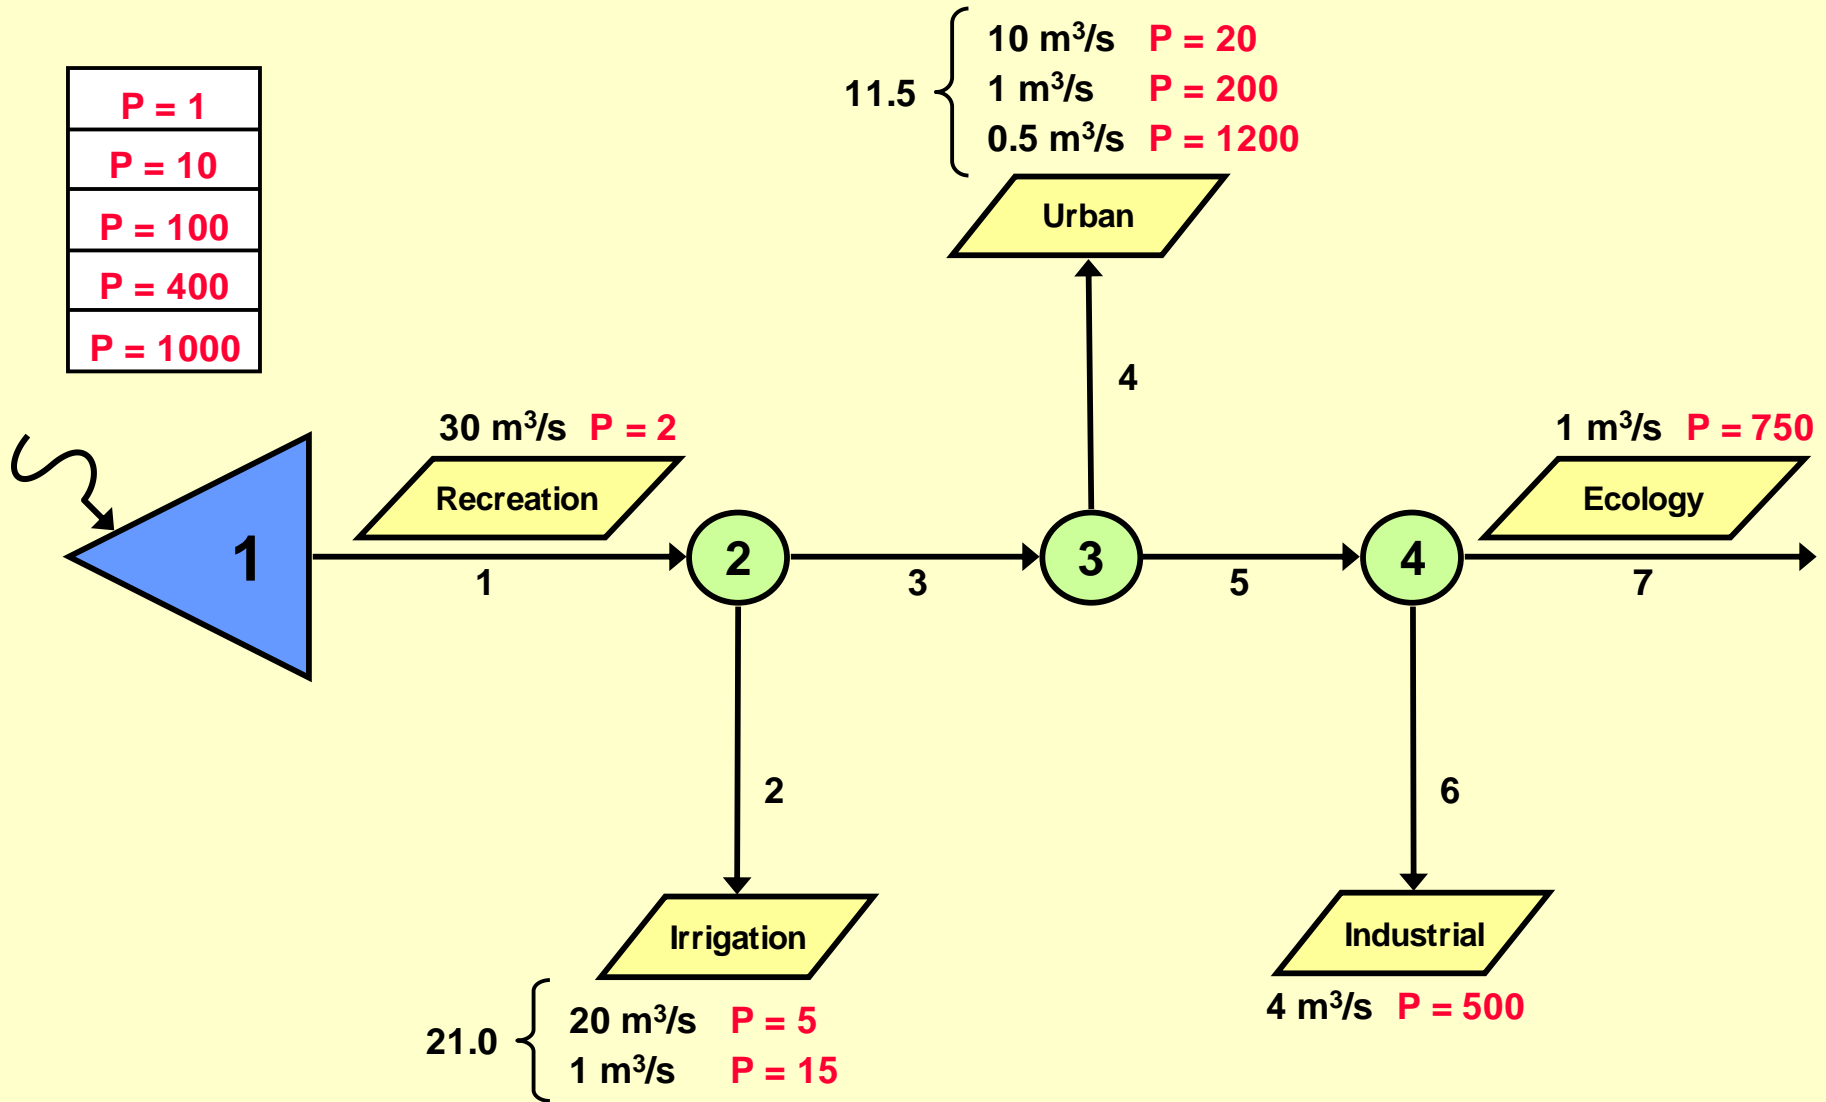 P = 1
P = 10
P = 100
P = 400
P = 1000
11.5
10 m³/s P = 20
1 m³/s P = 200
0.5 m³/s P = 1200
Urban
4
30 m³/s P = 2
Recreation
1 m³/s P = 750
Ecology
1
1
2
3
3
5
4
7
2
6
Irrigation
21.0
20 m³/s P = 5
1 m³/s P = 15
Industrial
4 m³/s P = 500